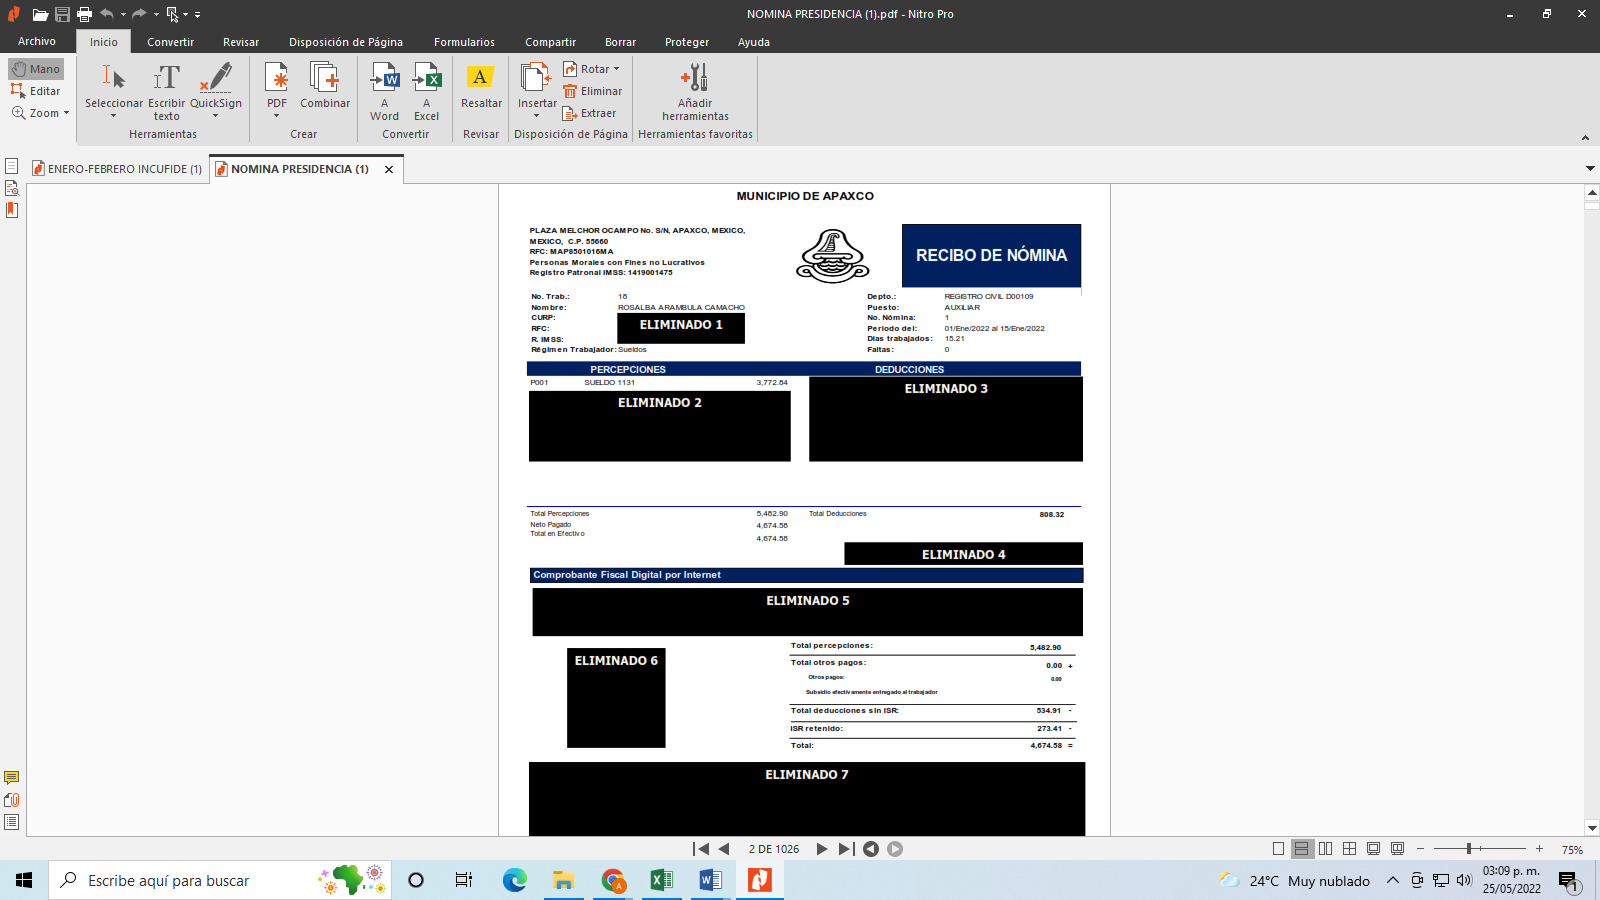 NOMINA PRESIDENCIA (1).pdf - Nitro Pro
Archivo Inicio Convertir Revisar Disposición de Página Formularios Compartir Borrar Proteger Ayuda
Mano
Editar
Zoom
Seleccionar Escribir texto QuickSign
Herramientas
PDF Combinar
Crear
A Word A Excel
Convertir
Resaltar
Revisar
Insertar Rotar Eliminar Extraer
Disposición de Página
Añadir herramientas
Herramientas favoritas
ENERO-FEBRERO INCUFIDE (1) NOMINA PRESIDENCIA (1)
MUNICIPIO DE APAXCO
PLAZA MELCHOR OCAMPO No. S/N, APAXCO, MEXICO,
MEXICO, C.P. 55660
RFC: MAP8501016MA
Personas Morales con Fines no Lucrativos
Registro Patronal IMSS: 1419001475
RECIBO DE NÓMINA
No. Trab.: 16
Nombre: ROSALBA ARAMBULA CAMACHO
CURP:
RFC:
R. IMSS:
ELIMINADO 1
Régimen Trabajador: Sueldos
Depto.: REGISTRO CIVIL D00109
Puesto: AUXILIAR
No. Nómina: 1
Periodo del: 01/Ene/2022 al 15/Ene/2022
Dias trabajados: 15.21
Faltas: 0
PERCEPCIONES DEDUCCIONES
P001 SUELDO 1131 3,772.64
ELIMINADO 2
ELIMINADO 3
Total Percepciones 5,482.90 Total Deducciones 808.32
Neto Pagado 4,674.58
Total en Efectivo 4,674.58
ELIMINADO 4
Comprobante Fiscal Digital por Internet
ELIMINADO 5
ELIMINADO 6
Total percepciones: 5,482.90
Total otros pagos: 0.00 +
Otros pagos: 0.00
Subsidio efectivamente entregado al trabajador
Total deducciones sin ISR: 534.91 -
ISR retenido: 273.41 -
Total: 4,674.58 =
ELIMINADO 7
2 DE 1026
75%
Escribe aquí para buscar
24°C Muy nublado
03:09 p. m.
25/05/2022
1